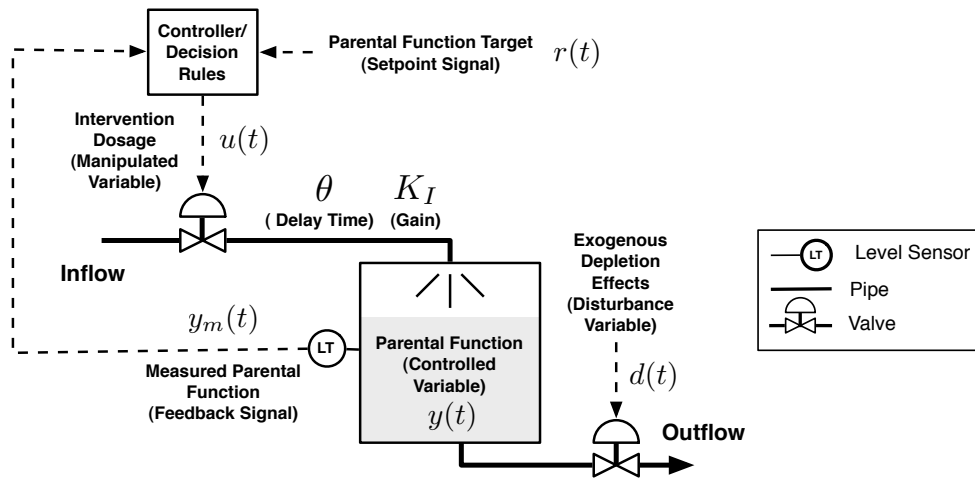 Controller/
Decision
Rules
Parental Function Target
(Setpoint Signal)
r(t)
Intervention
Dosage
(Manipulated
Variable)
u(t)
θ
( Delay Time)
K_I
(Gain)
Inflow
Exogenous
Depletion
Effects
(Disturbance
Variable)
LT
Level Sensor
Pipe
Valve
y_m(t)
LT
Measured Parental
Function
(Feedback Signal)
Parental Function
(Controlled
Variable)
y(t)
d(t)
Outflow